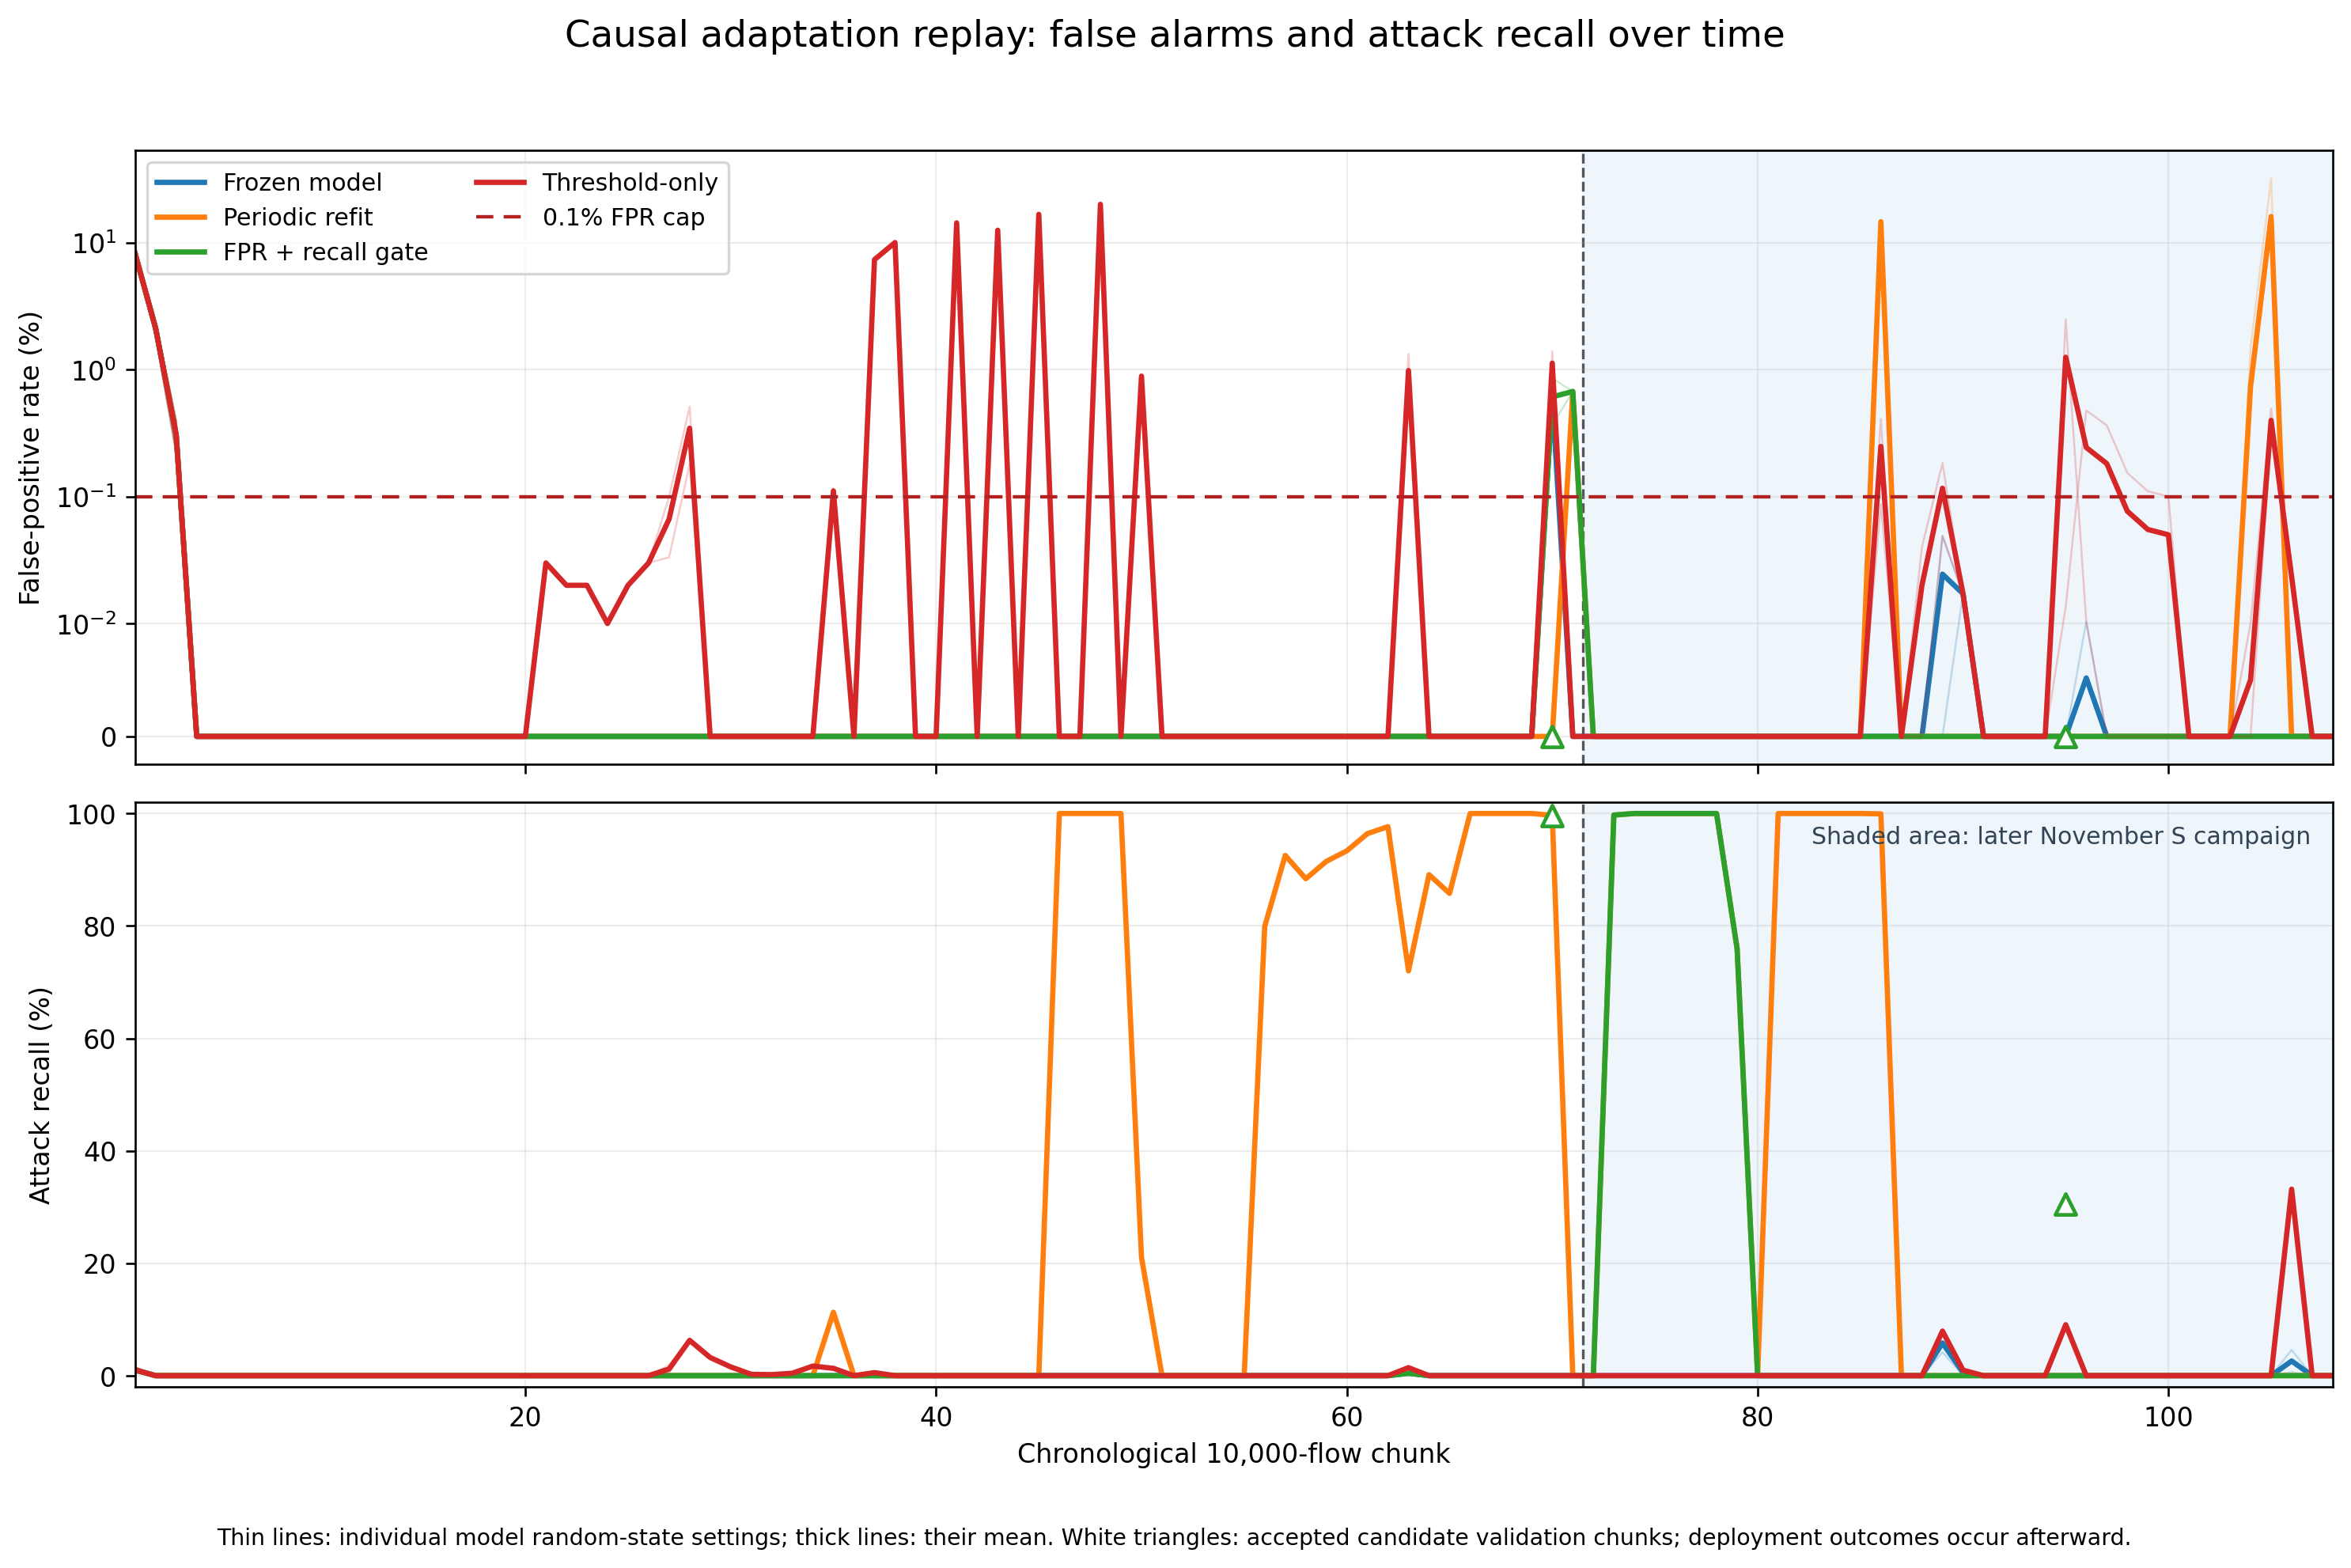 Causal adaptation replay: false alarms and attack recall over time
Frozen model
Periodic refit
FPR + recall gate
Threshold-only
0.1% FPR cap
False-positive rate (%)
10¹
10⁰
10⁻¹
10⁻²
0
Shaded area: later November S campaign
Attack recall (%)
100
80
60
40
20
0
20 40 60 80 100
Chronological 10,000-flow chunk
Thin lines: individual model random-state settings; thick lines: their mean. White triangles: accepted candidate validation chunks; deployment outcomes occur afterward.